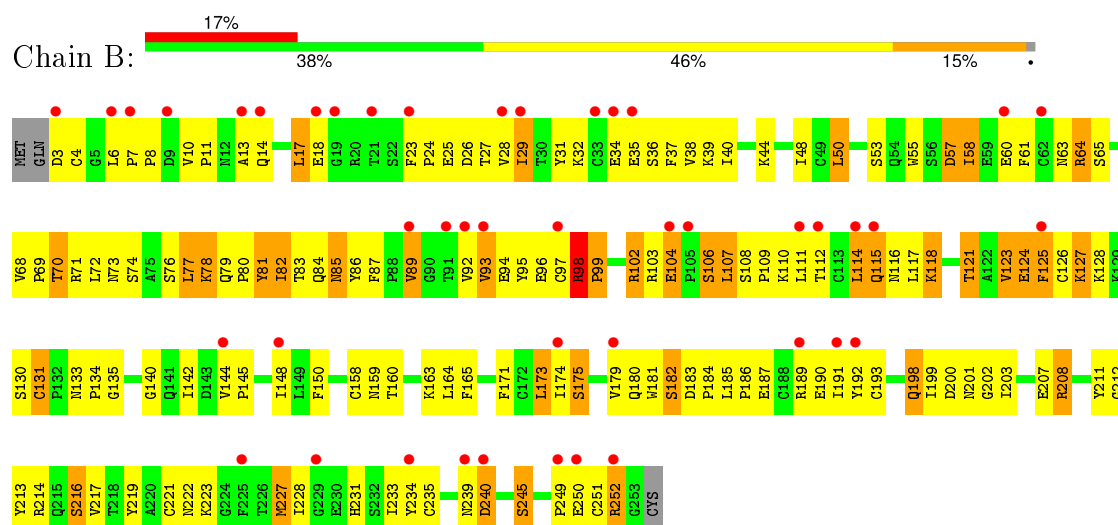 17%
Chain B:
38% 46% 15% •
MET GLN D3 C4 G5 L6 P7 P8 D9 V10 P11 N12 A13 Q14 L17 E18 G19 R20 T21 S22 F23 P24 E25 D26 T27 V28 I29 T30 Y31 K32 C33 E34 E35 S36 F37 V38 K39 I40 K44 I48 C49 L50 S53 Q54 W55 S56 D57 I58 E59 E60 F61 C62 N63 R64 S65
V68 P69 T70 R71 L72 N73 S74 A75 S76 L77 K78 Q79 P80 Y81 I82 T83 Q84 N85 Y86 F87 P88 V89 G90 T91 V92 V93 E94 Y95 E96 C97 R98 P99 R102 R103 E104 P105 S106 L107 S108 P109 K110 L111 T112 C113 L114 Q115 N116 L117 K118 T121 A122 V123 E124 F125 C126 K127 K128 K129
S130 C131 P132 N133 P134 G135 G140 Q141 I142 D143 V144 P145 I148 L149 F150 C158 N159 T160 K163 L164 F165 F171 C172 L173 I174 S175 V179 Q180 W181 S182 D183 P184 L185 P186 E187 C188 R189 E190 I191 Y192 C193 Q198 I199 D200 N201 G202 I203 E207 R208 Y211 G212
Y213 R214 Q215 S216 V217 T218 Y219 A220 C221 N222 K223 G224 F225 T226 M227 I228 G229 E230 H231 S232 I233 Y234 C235 N239 D240 S245 P249 E250 C251 R252 G253 CYS